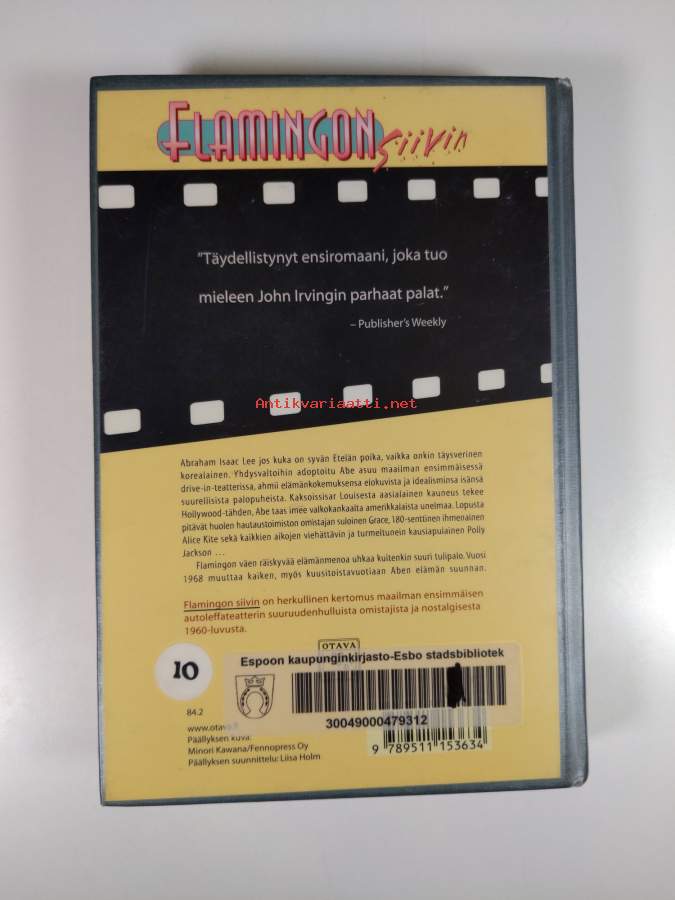 FLAMINGON siivin
"Täydellistynyt ensiromaani, joka tuo
mieleen John Irvingin parhaat palat."
– Publisher's Weekly
Antikvariaatti.net
Abraham Isaac Lee jos kuka on syvän Etelän poika, vaikka onkin täysverinen
korealainen. Yhdysvaltoihin adoptoitu Abe asuu maailman ensimmäisessä
drive-in-teatterissa, ahmii elämänkokemuksensa elokuvista ja idealisminsa isänsä
suurellisista palopuheista. Kaksoissisar Louisesta aasialainen kauneus tekee
Hollywood-tähden, Abe taas imee valkokankaalta amerikkalaista unelmaa. Lopusta
pitävät huolen hautaustoimiston omistajan suloinen Grace, 180-senttinen ihmenainen
Alice Kite sekä kaikkien aikojen viehättävin ja turmeltunein kausiapulainen Polly
Jackson ...
Flamingon väen räiskyvää elämänmenoa uhkaa kuitenkin suuri tulipalo. Vuosi
1968 muuttaa kaiken, myös kuusitoistavuotiaan Aben elämän suunnan.
Flamingon siivin on herkullinen kertomus maailman ensimmäisen
autoleffateatterin suuruudenhulluista omistajista ja nostalgisesta
1960-luvusta.
OTAVA
10
Espoon kaupunginkirjasto-Esbo stadsbibliotek
30049000479312
84.2
www.otava
Päällyksen kuva:
Minori Kawana/Fennopress Oy
Päällyksen suunnittelu: Liisa Holm
9 789511 153634